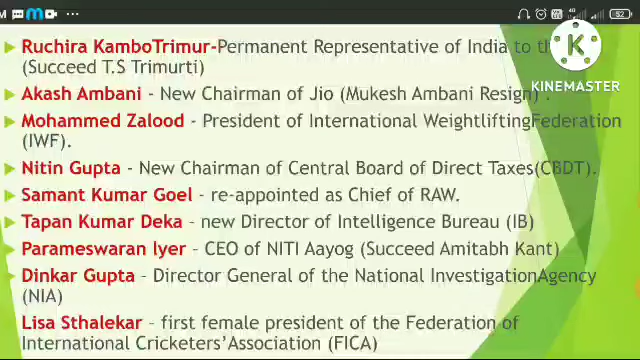 M
52
Ruchira KamboTrimur-Permanent Representative of India to th
(Succeed T.S Trimurti)
KINEMASTER
Akash Ambani - New Chairman of Jio (Mukesh Ambani Resign) .
Mohammed Zalood - President of International WeightliftingFederation
(IWF).
Nitin Gupta - New Chairman of Central Board of Direct Taxes(CBDT).
Samant Kumar Goel - re-appointed as Chief of RAW.
Tapan Kumar Deka – new Director of Intelligence Bureau (IB)
Parameswaran Iyer – CEO of NITI Aayog (Succeed Amitabh Kant)
Dinkar Gupta – Director General of the National InvestigationAgency
(NIA)
Lisa Sthalekar – first female president of the Federation of
International Cricketers'Association (FICA)